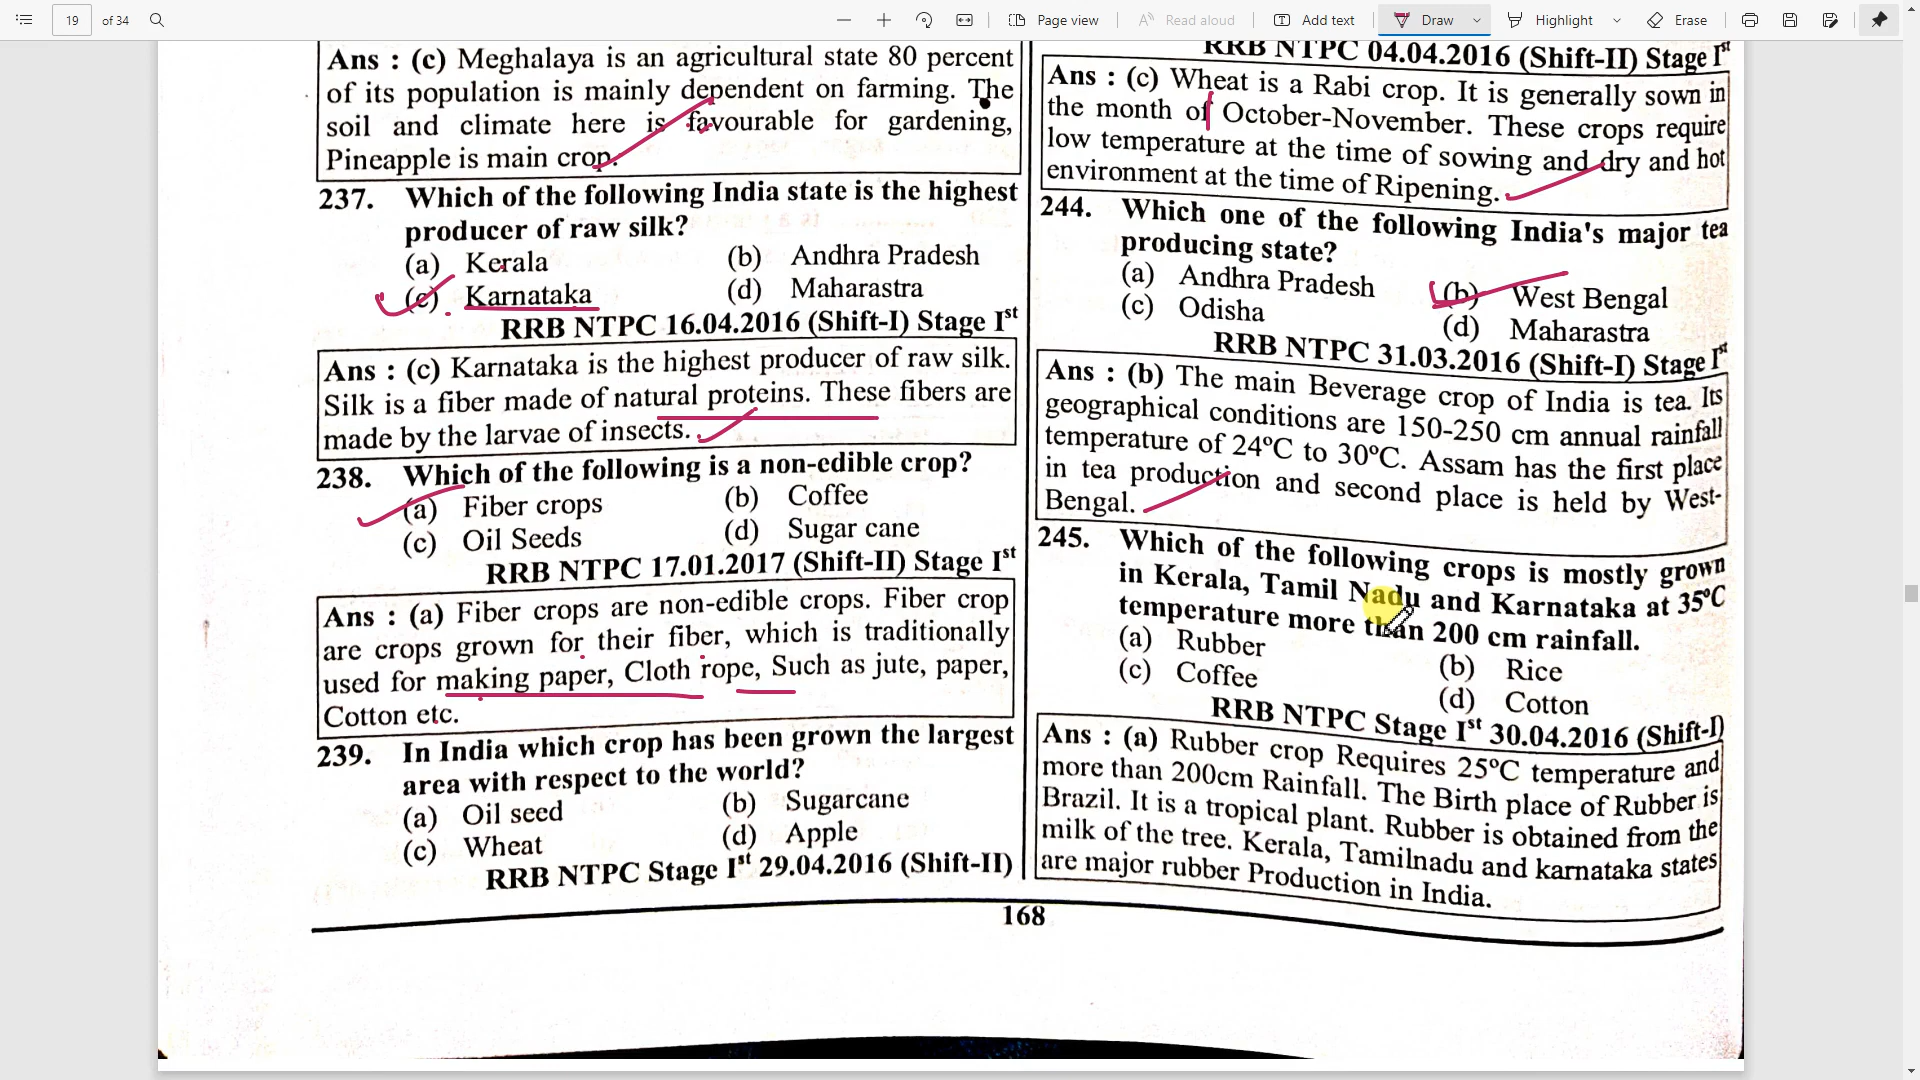 19 of 34
Page view
Read aloud
Add text
Draw
Highlight
Erase
Ans : (c) Meghalaya is an agricultural state 80 percent
of its population is mainly dependent on farming. The
soil and climate here is favourable for gardening,
Pineapple is main crop.
237. Which of the following India state is the highest
producer of raw silk?
(a) Kerala (b) Andhra Pradesh
(c) Karnataka (d) Maharastra
RRB NTPC 16.04.2016 (Shift-I) Stage Ist
Ans : (c) Karnataka is the highest producer of raw silk.
Silk is a fiber made of natural proteins. These fibers are
made by the larvae of insects.
238. Which of the following is a non-edible crop?
(a) Fiber crops (b) Coffee
(c) Oil Seeds (d) Sugar cane
RRB NTPC 17.01.2017 (Shift-II) Stage Ist
Ans : (a) Fiber crops are non-edible crops. Fiber crop
are crops grown for their fiber, which is traditionally
used for making paper, Cloth rope, Such as jute, paper,
Cotton etc.
239. In India which crop has been grown the largest
area with respect to the world?
(a) Oil seed (b) Sugarcane
(c) Wheat (d) Apple
RRB NTPC Stage Ist 29.04.2016 (Shift-II)
RRB NTPC 04.04.2016 (Shift-II) Stage Ist
Ans : (c) Wheat is a Rabi crop. It is generally sown in
the month of October-November. These crops require
low temperature at the time of sowing and dry and hot
environment at the time of Ripening.
244. Which one of the following India's major tea
producing state?
(a) Andhra Pradesh (b) West Bengal
(c) Odisha (d) Maharastra
RRB NTPC 31.03.2016 (Shift-I) Stage Ist
Ans : (b) The main Beverage crop of India is tea. Its
geographical conditions are 150-250 cm annual rainfall
temperature of 24ºC to 30ºC. Assam has the first place
in tea production and second place is held by West-
Bengal.
245. Which of the following crops is mostly grown
in Kerala, Tamil Nadu and Karnataka at 35ºC
temperature more than 200 cm rainfall.
(a) Rubber (b) Rice
(c) Coffee (d) Cotton
RRB NTPC Stage Ist 30.04.2016 (Shift-I)
Ans : (a) Rubber crop Requires 25ºC temperature and
more than 200cm Rainfall. The Birth place of Rubber is
Brazil. It is a tropical plant. Rubber is obtained from the
milk of the tree. Kerala, Tamilnadu and karnataka states
are major rubber Production in India.
168